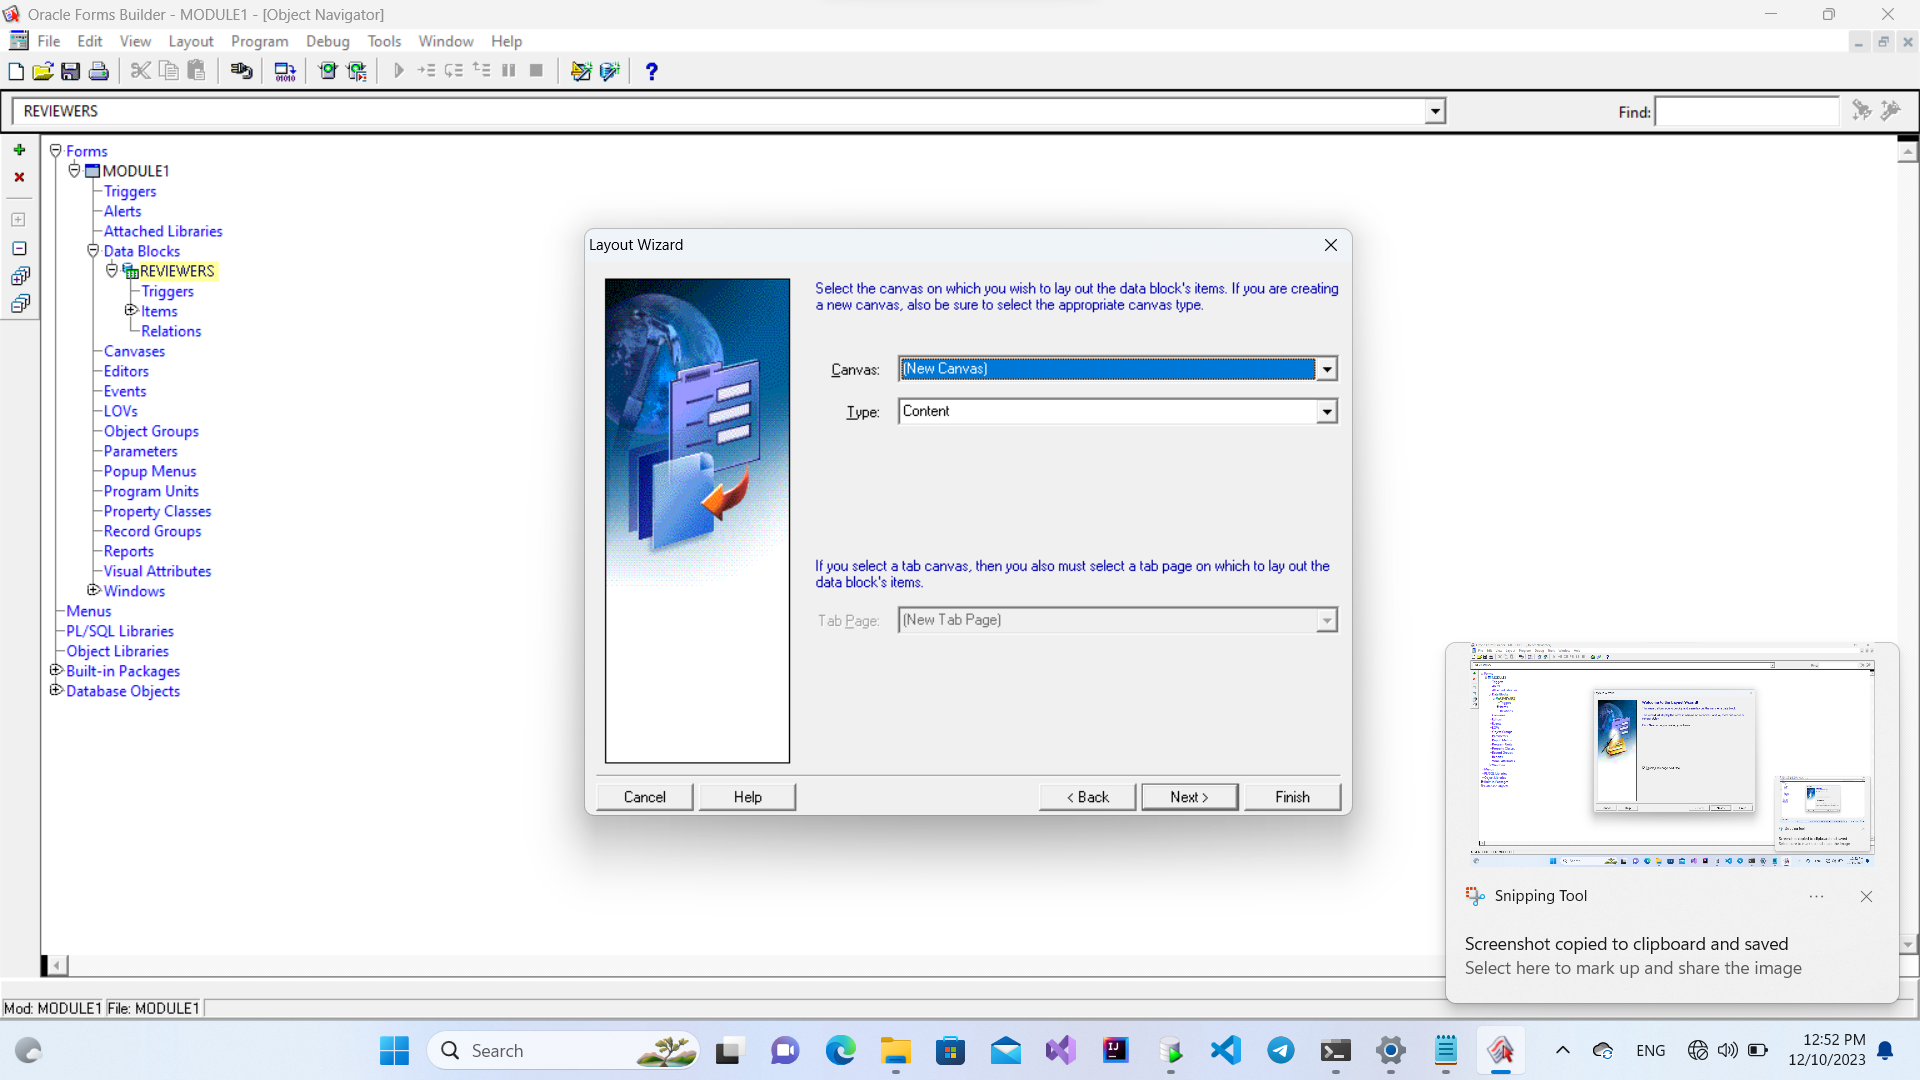 Oracle Forms Builder - MODULE1 - [Object Navigator]
File Edit View Layout Program Debug Tools Window Help
REVIEWERS
Find:
Forms
MODULE1
Triggers
Alerts
Attached Libraries
Data Blocks
REVIEWERS
Triggers
Items
Relations
Canvases
Editors
Events
LOVs
Object Groups
Parameters
Popup Menus
Program Units
Property Classes
Record Groups
Reports
Visual Attributes
Windows
Menus
PL/SQL Libraries
Object Libraries
Built-in Packages
Database Objects
Layout Wizard
Select the canvas on which you wish to lay out the data block's items. If you are creating
a new canvas, also be sure to select the appropriate canvas type.
Canvas: (New Canvas)
Type: Content
If you select a tab canvas, then you also must select a tab page on which to lay out the
data block's items.
Tab Page: (New Tab Page)
Cancel Help < Back Next > Finish
Snipping Tool
Screenshot copied to clipboard and saved
Select here to mark up and share the image
Mod: MODULE1 File: MODULE1
Search
ENG
12:52 PM
12/10/2023